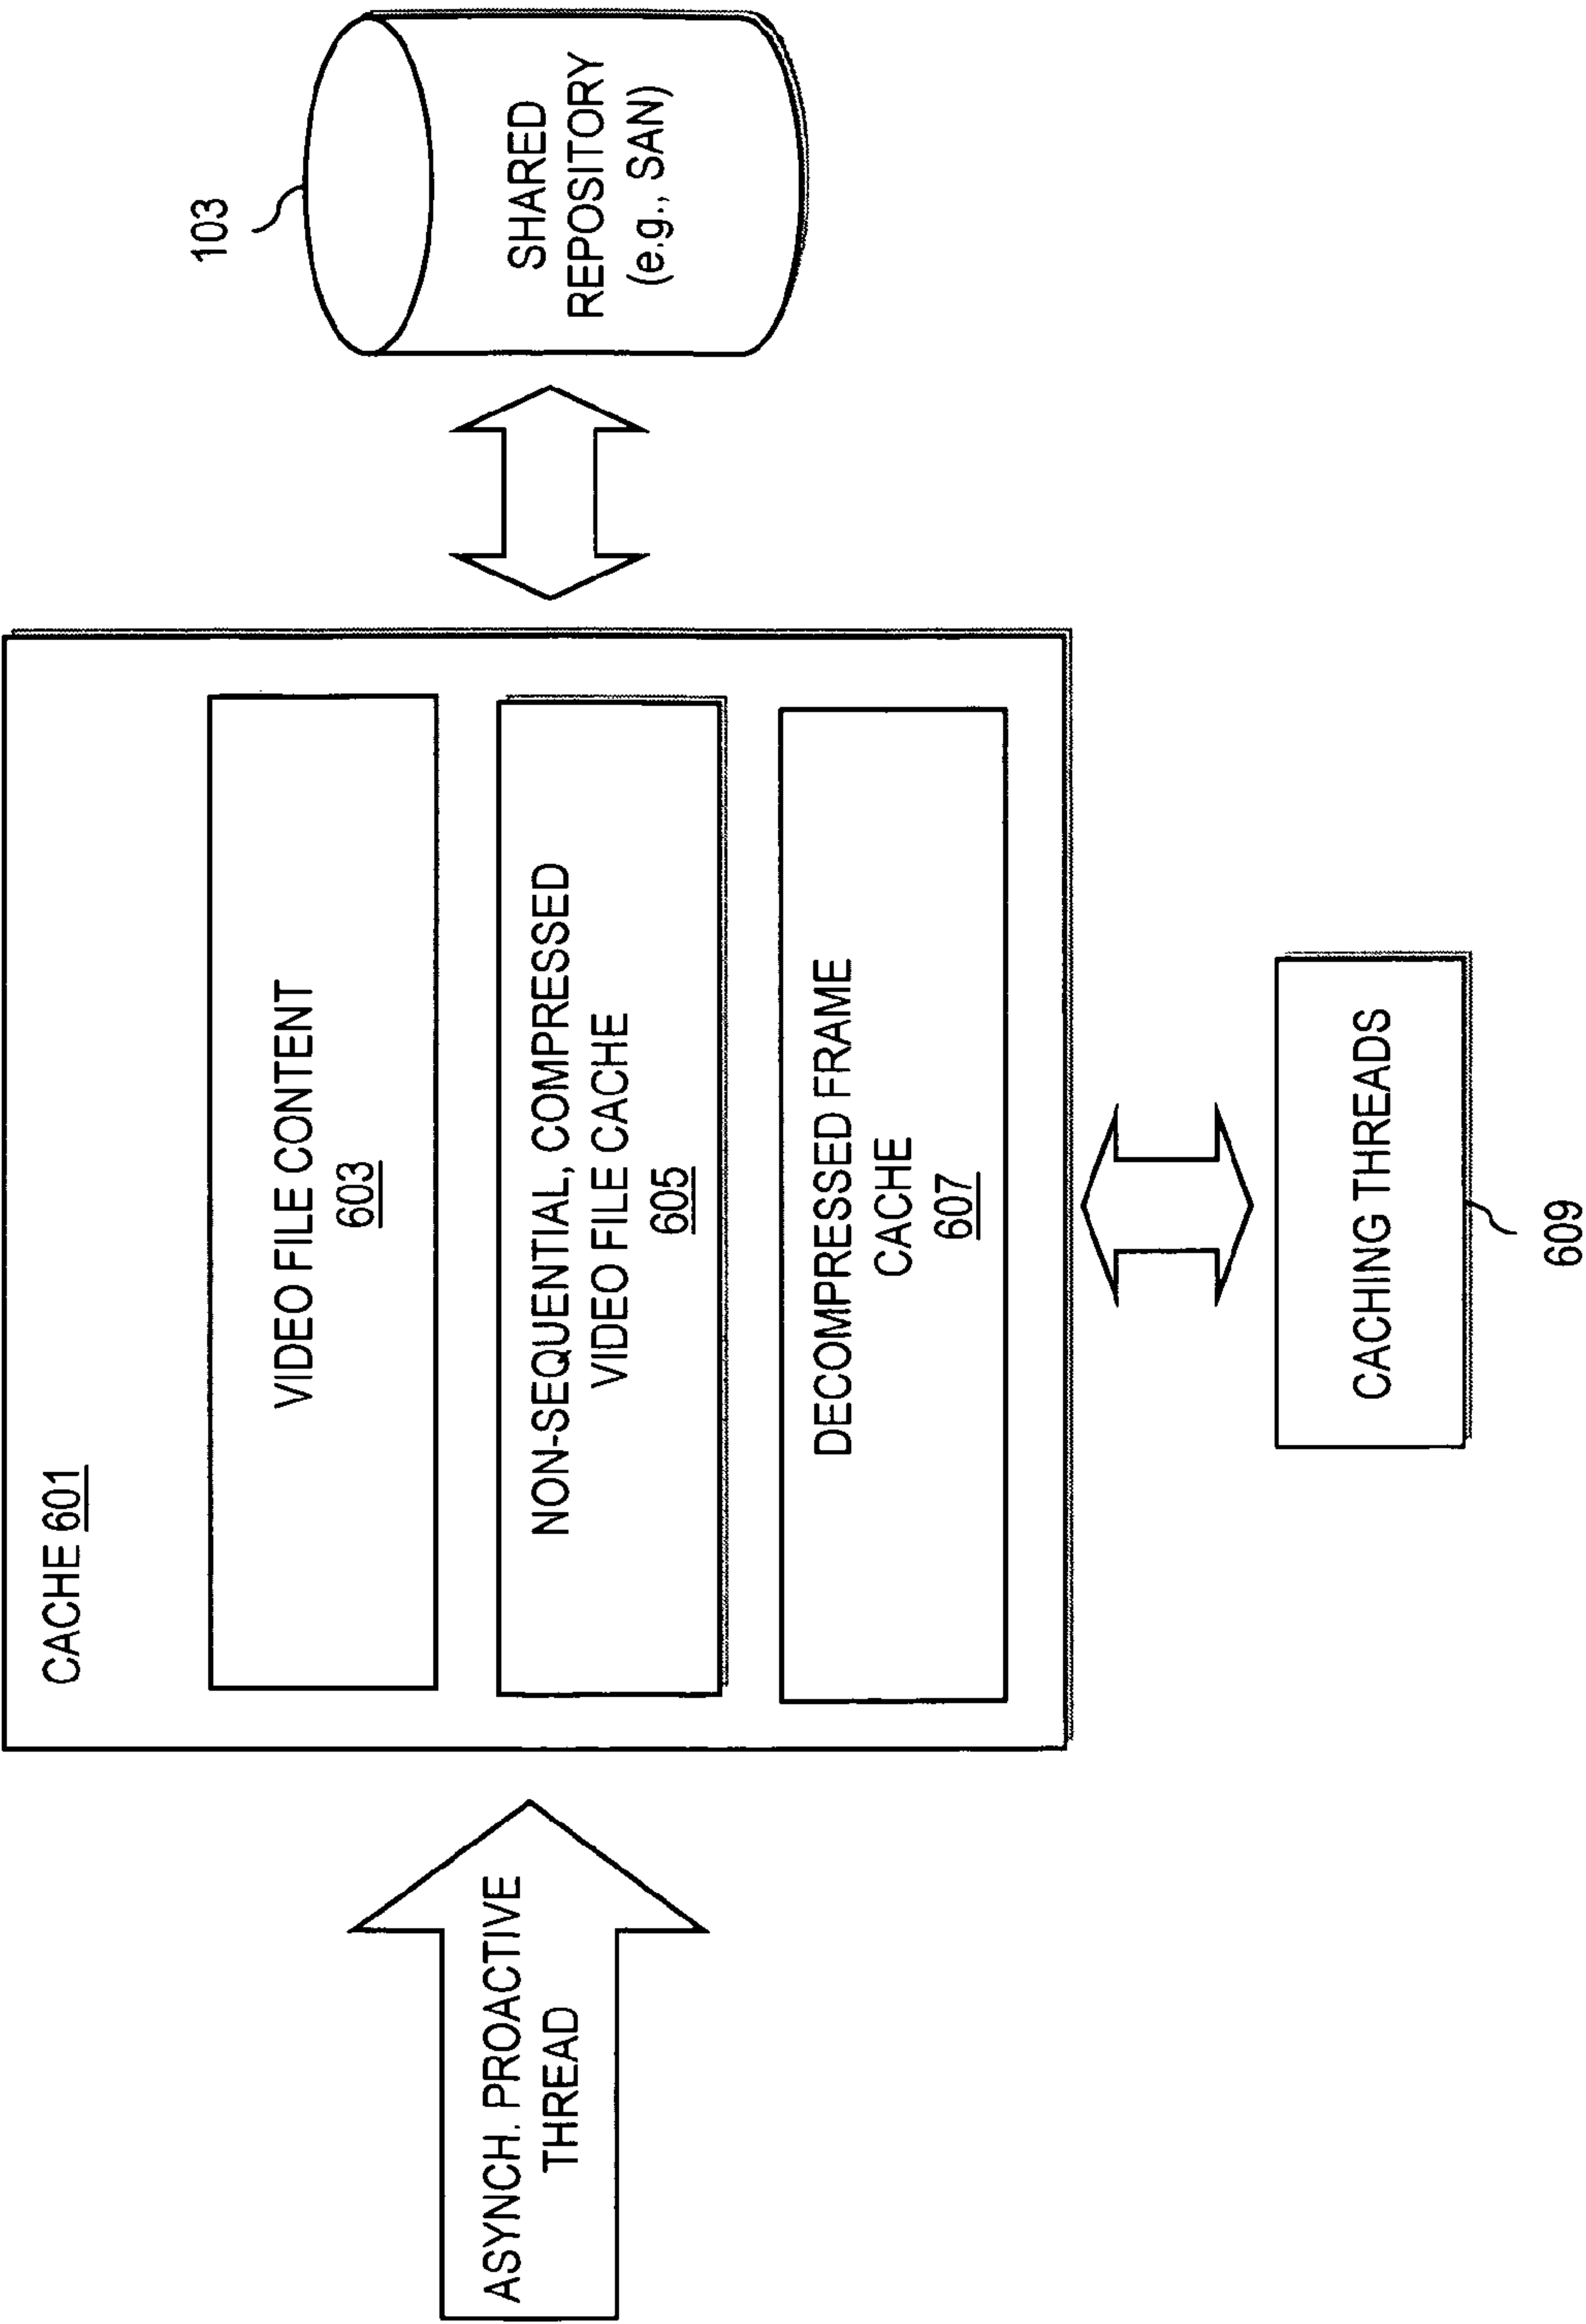 CACHE 601
VIDEO FILE CONTENT
603
NON-SEQUENTIAL, COMPRESSED
VIDEO FILE CACHE
605
DECOMPRESSED FRAME
CACHE
607
ASYNCH. PROACTIVE
THREAD
103
SHARED
REPOSITORY
(e.g., SAN)
CACHING THREADS
609